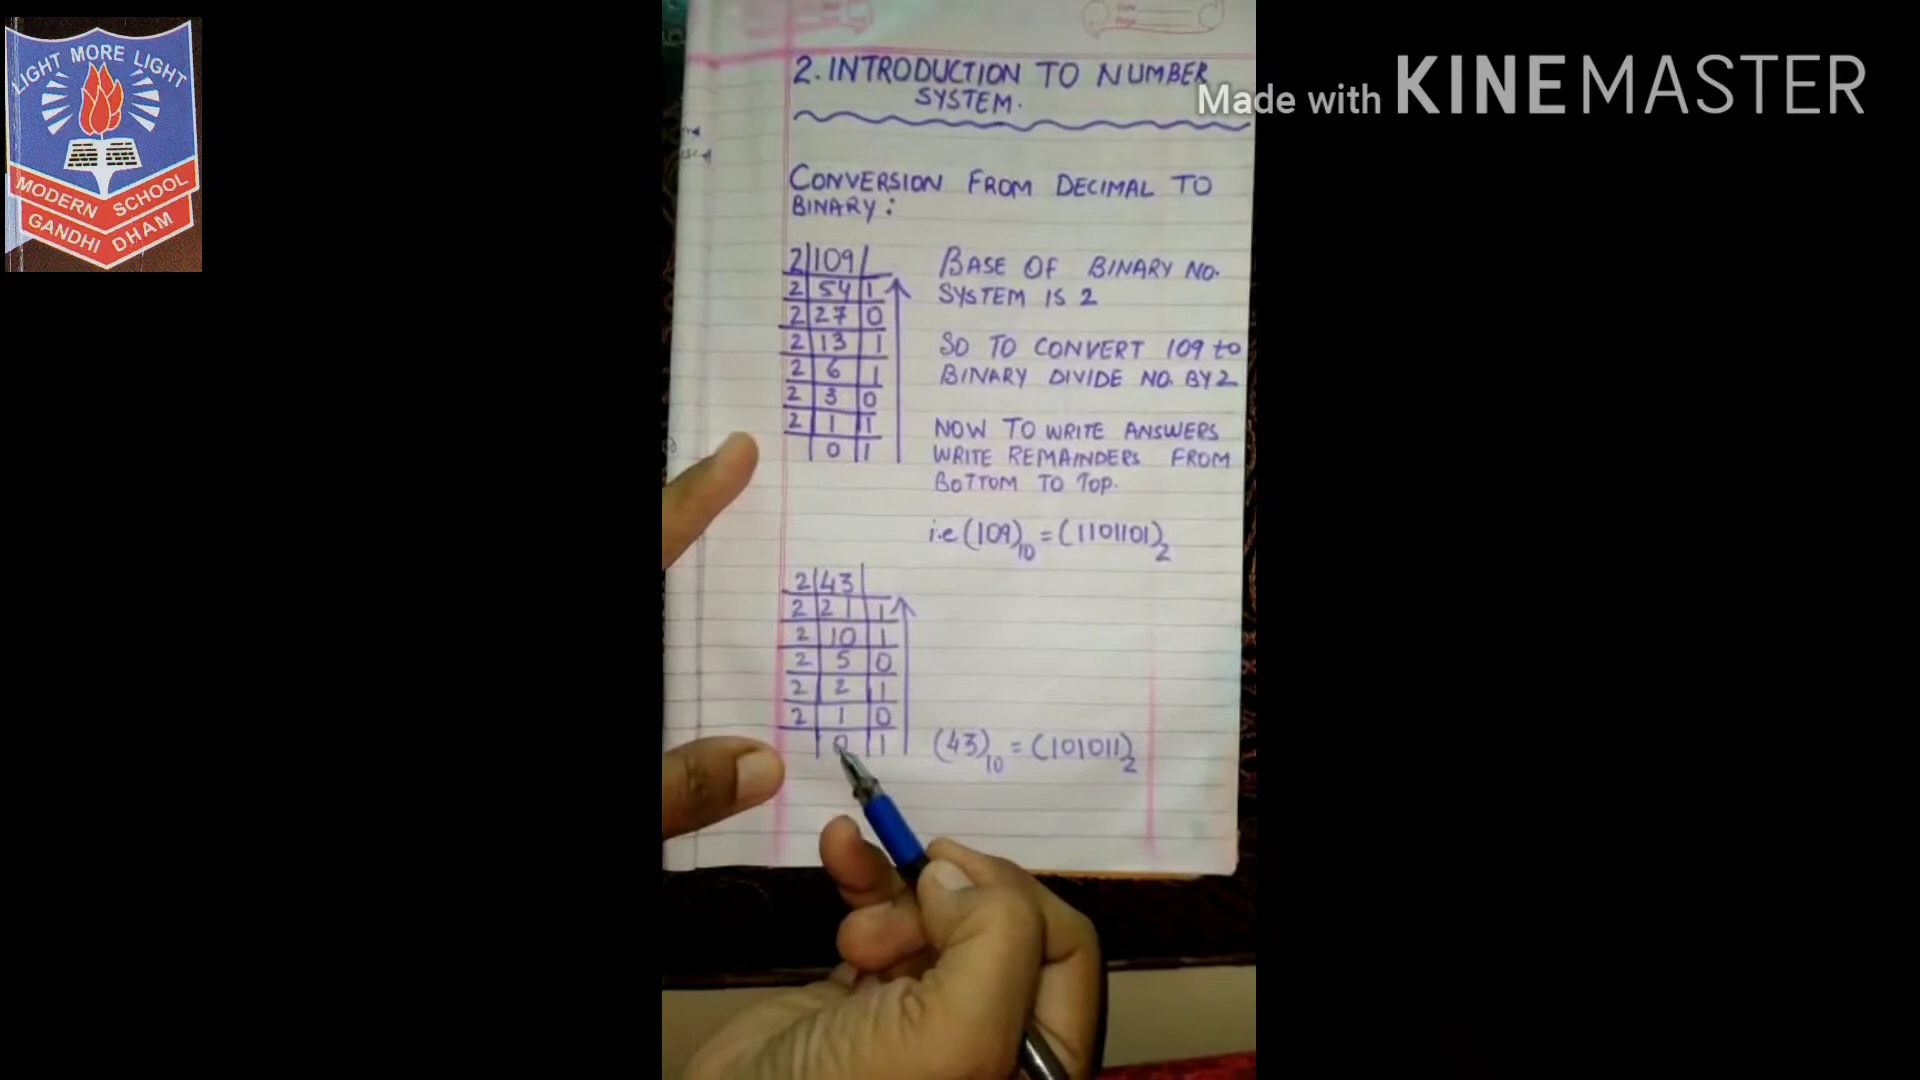 LIGHT MORE LIGHT
MODERN SCHOOL
GANDHI DHAM
Made with KINEMASTER
Date
Page
2. INTRODUCTION TO NUMBER
SYSTEM.
CONVERSION FROM DECIMAL TO
BINARY:
2 109
2 54 1
2 27 0
2 13 1
2 6 1
2 3 0
2 1 1
0 1
BASE OF BINARY NO.
SYSTEM IS 2
SO TO CONVERT 109 to
BINARY DIVIDE NO. BY 2
NOW TO WRITE ANSWERS
WRITE REMAINDERS FROM
BOTTOM TO TOP.
i.e (109)10 = (1101101)2
2 43
2 21 1
2 10 1
2 5 0
2 2 1
2 1 0
0 1
(43)10 = (101011)2